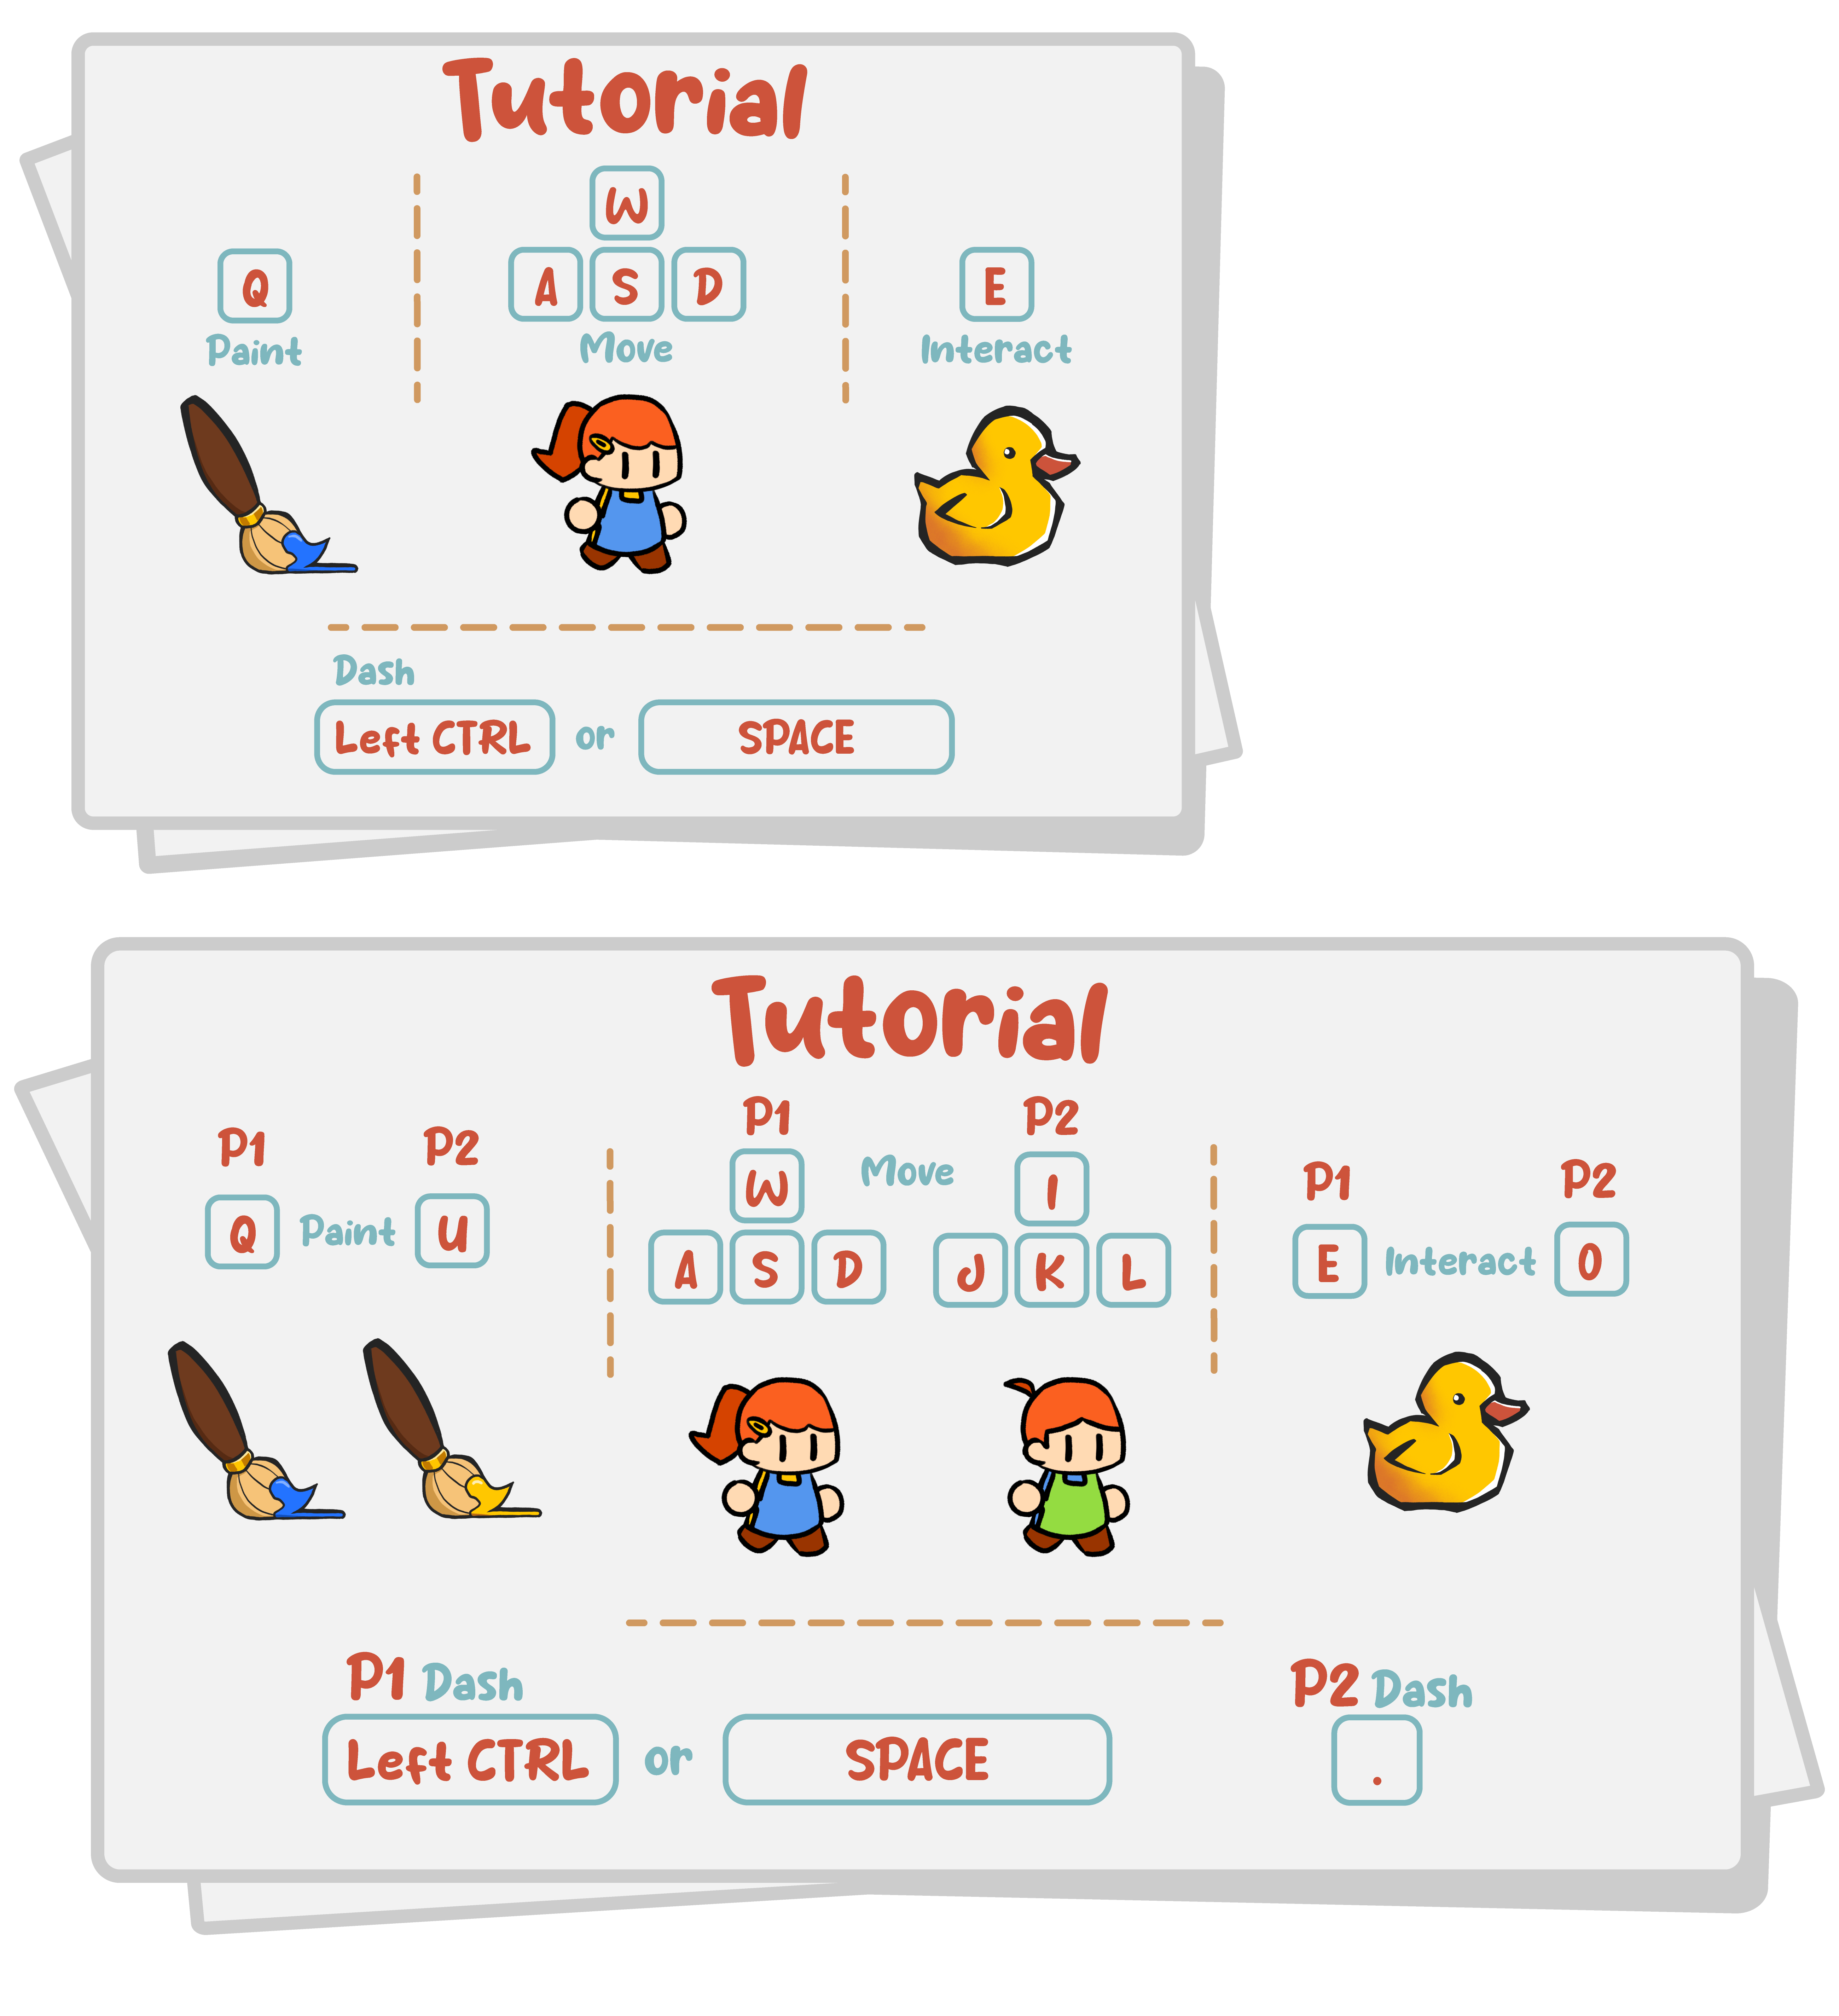 Tutorial
W
Q
A S D
E
Paint
Move
Interact
Dash
Left CTRL or SPACE
Tutorial
P1 P2
P1 P2
P1 P2
W Move I
Q Paint U
A S D J K L
E Interact O
P1 Dash
P2 Dash
Left CTRL or SPACE
.